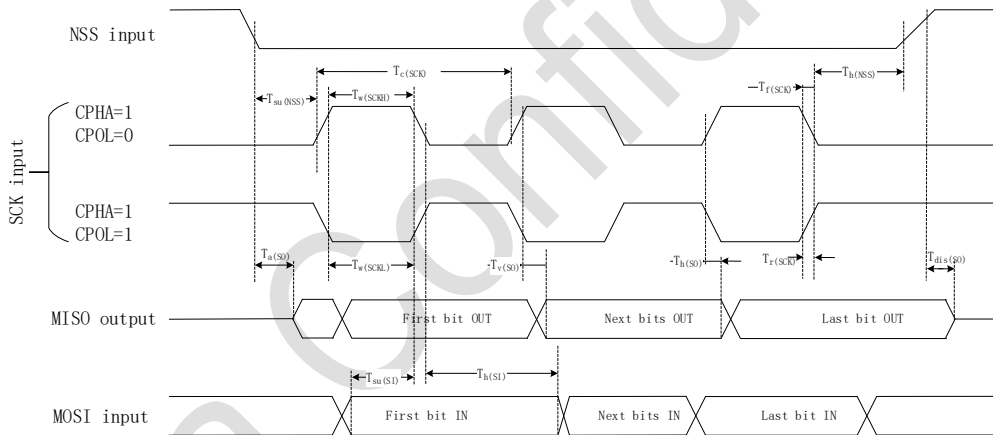 NSS input
Tc(SCK)
Th(NSS)
Tsu(NSS)
Tw(SCKH)
Tf(SCK)
SCK input
CPHA=1
CPOL=0
CPHA=1
CPOL=1
Ta(SO)
Tw(SCKL)
Tv(SO)
Th(SO)
Tr(SCK)
Tdis(SO)
MISO output
First bit OUT
Next bits OUT
Last bit OUT
Tsu(SI)
Th(SI)
MOSI input
First bit IN
Next bits IN
Last bit IN